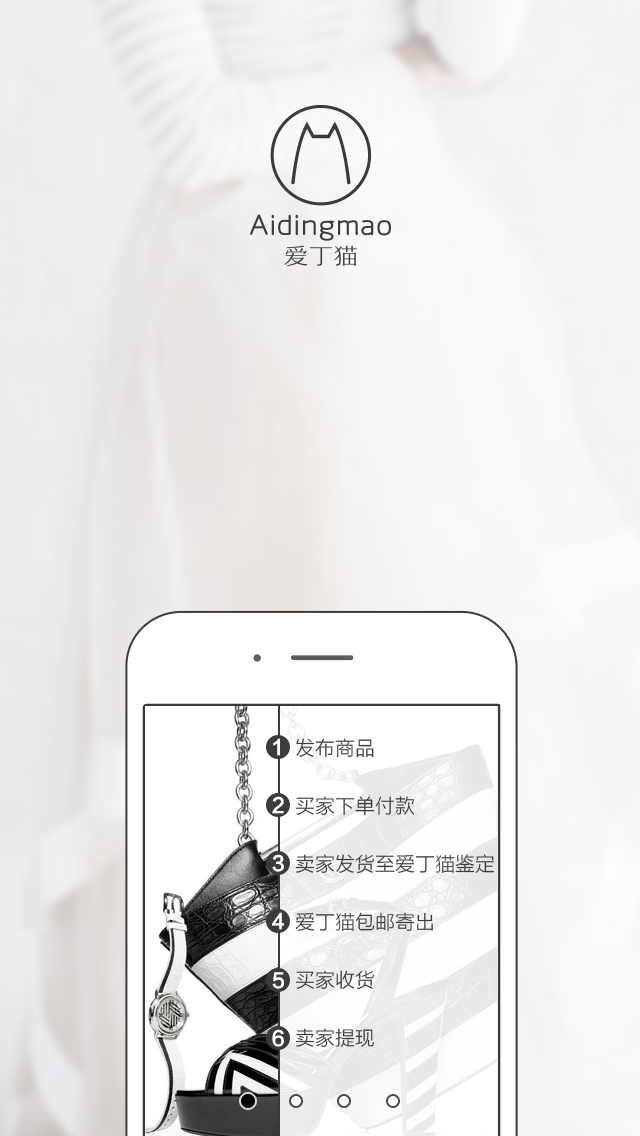 Aidingmao
爱丁猫
1 发布商品
2 买家下单付款
3 卖家发货至爱丁猫鉴定
4 爱丁猫包邮寄出
5 买家收货
6 卖家提现